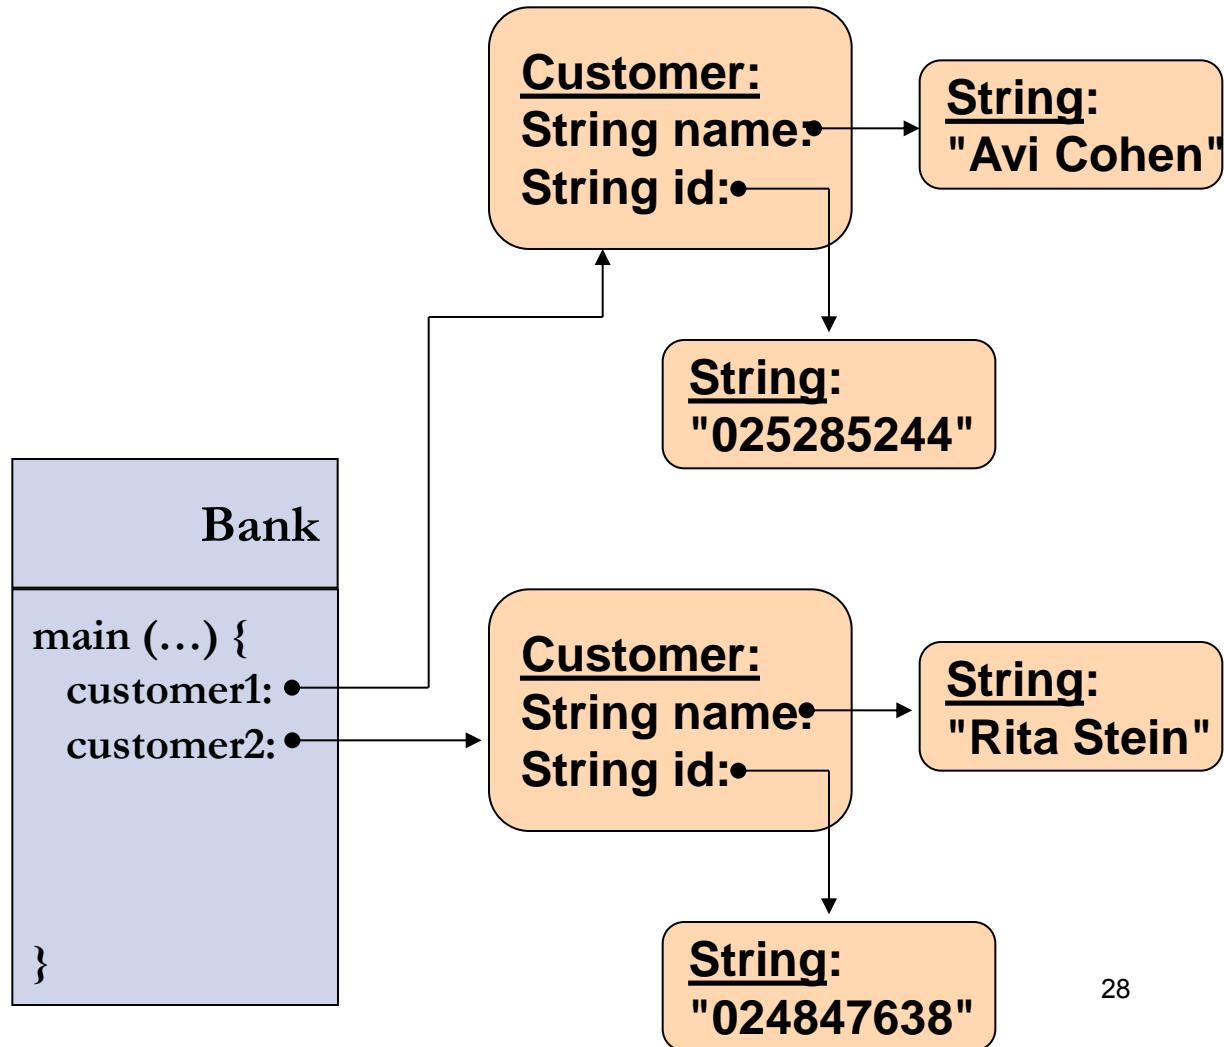 Customer:
String name:
String id:
String:
"Avi Cohen"
String:
"025285244"
Bank
main (…) {
customer1:
customer2:
}
Customer:
String name:
String id:
String:
"Rita Stein"
String:
"024847638"
28